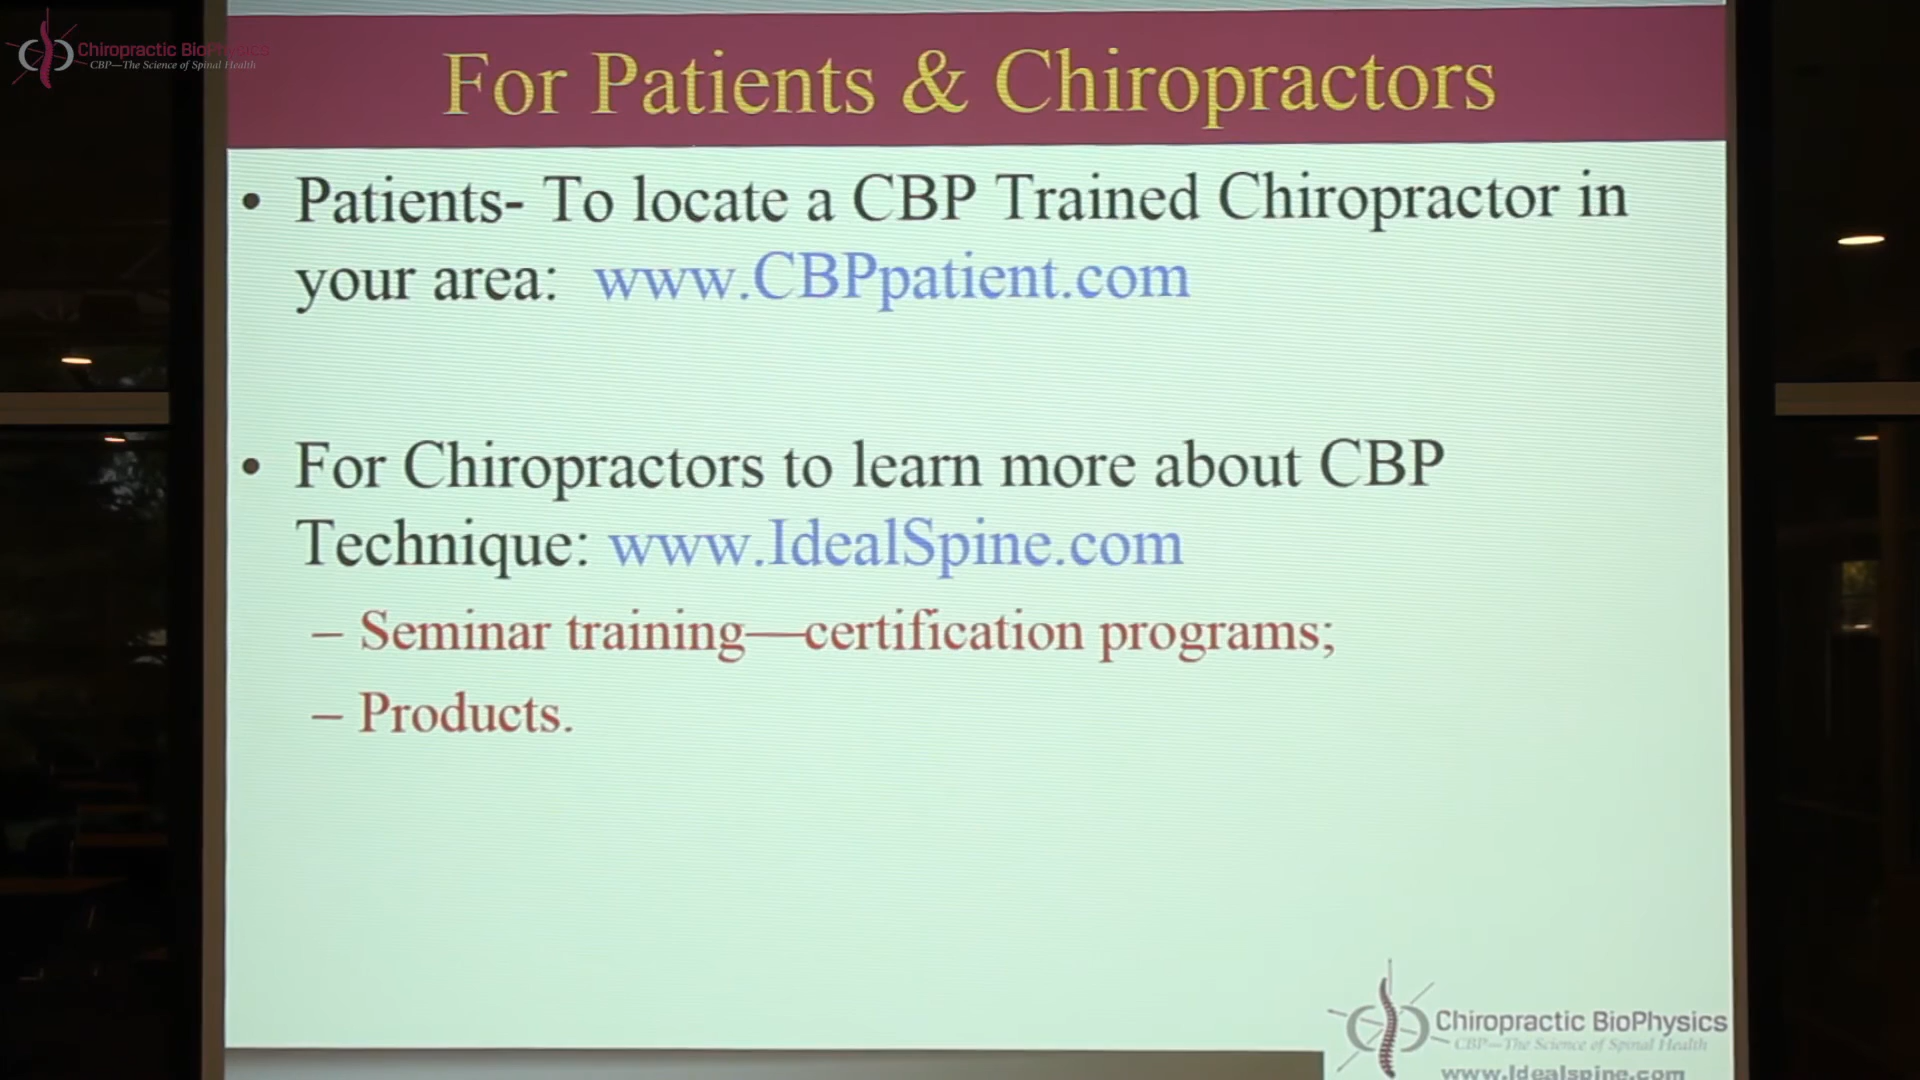 Chiropractic BioPhysics
CBP—The Science of Spinal Health
For Patients & Chiropractors
• Patients- To locate a CBP Trained Chiropractor in
your area: www.CBPpatient.com
• For Chiropractors to learn more about CBP
Technique: www.IdealSpine.com
– Seminar training—certification programs;
– Products.
Chiropractic BioPhysics
CBP—The Science of Spinal Health
www.Idealspine.com